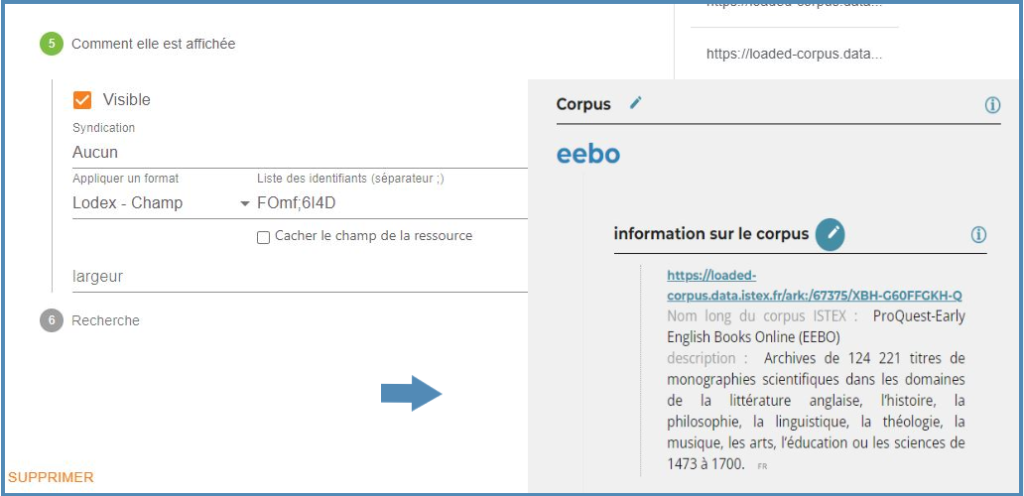 https://loaded-corpus.data...
https://loaded-corpus.data...
5 Comment elle est affichée
Visible
Syndication
Aucun
Appliquer un format Liste des identifiants (séparateur ;)
Lodex - Champ FOmf;6I4D
Cacher le champ de la ressource
largeur
6 Recherche
SUPPRIMER
Corpus
eebo
information sur le corpus
https://loaded-
corpus.data.istex.fr/ark:/67375/XBH-G60FFGKH-Q
Nom long du corpus ISTEX : ProQuest-Early
English Books Online (EEBO)
description : Archives de 124 221 titres de
monographies scientifiques dans les domaines
de la littérature anglaise, l'histoire, la
philosophie, la linguistique, la théologie, la
musique, les arts, l'éducation ou les sciences de
1473 à 1700. FR